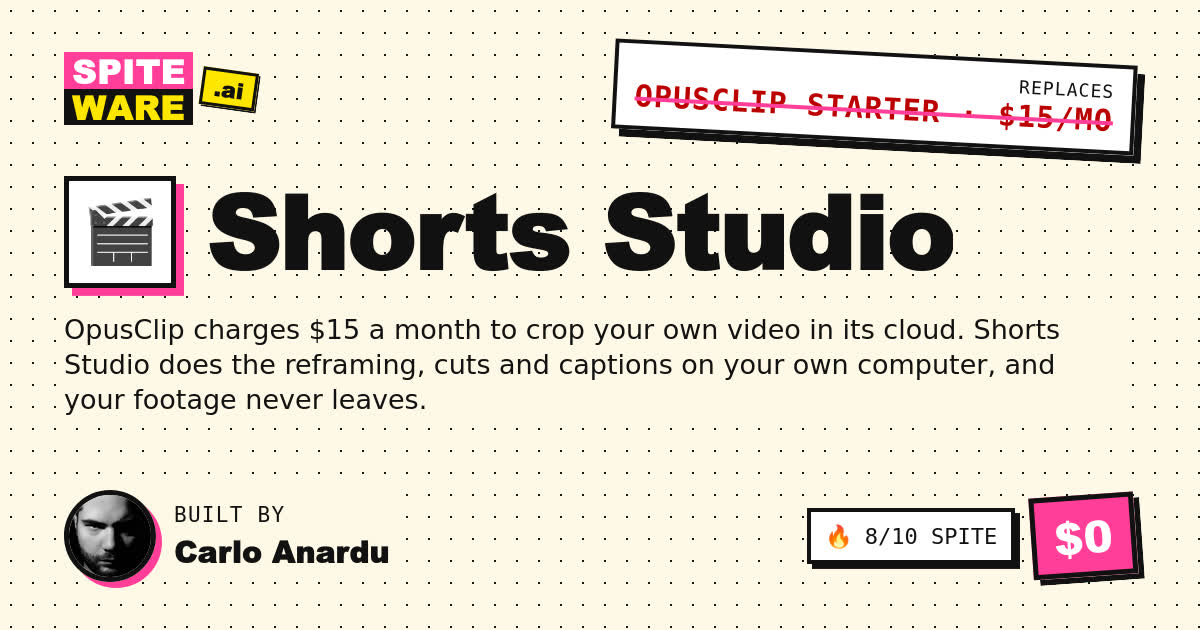 SPITE
WARE
.ai
REPLACES
OPUSCLIP STARTER · $15/MO
Shorts Studio
OpusClip charges $15 a month to crop your own video in its cloud. Shorts
Studio does the reframing, cuts and captions on your own computer, and
your footage never leaves.
BUILT BY
Carlo Anardu
🔥 8/10 SPITE
$0